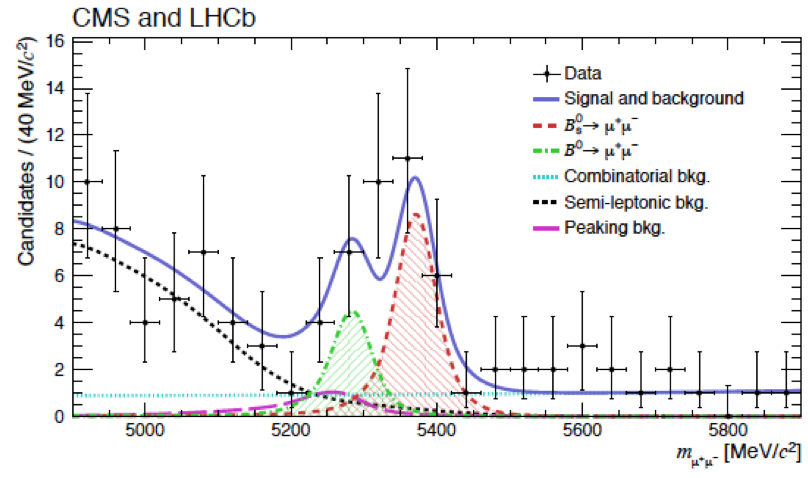 CMS and LHCb
Candidates / (40 MeV/c²)
16
14
12
10
8
6
4
2
0
Data
Signal and background
B⁰ₛ→ μ⁺μ⁻
B⁰→ μ⁺μ⁻
Combinatorial bkg.
Semi-leptonic bkg.
Peaking bkg.
5000 5200 5400 5600 5800
m_μ⁺μ⁻ [MeV/c²]